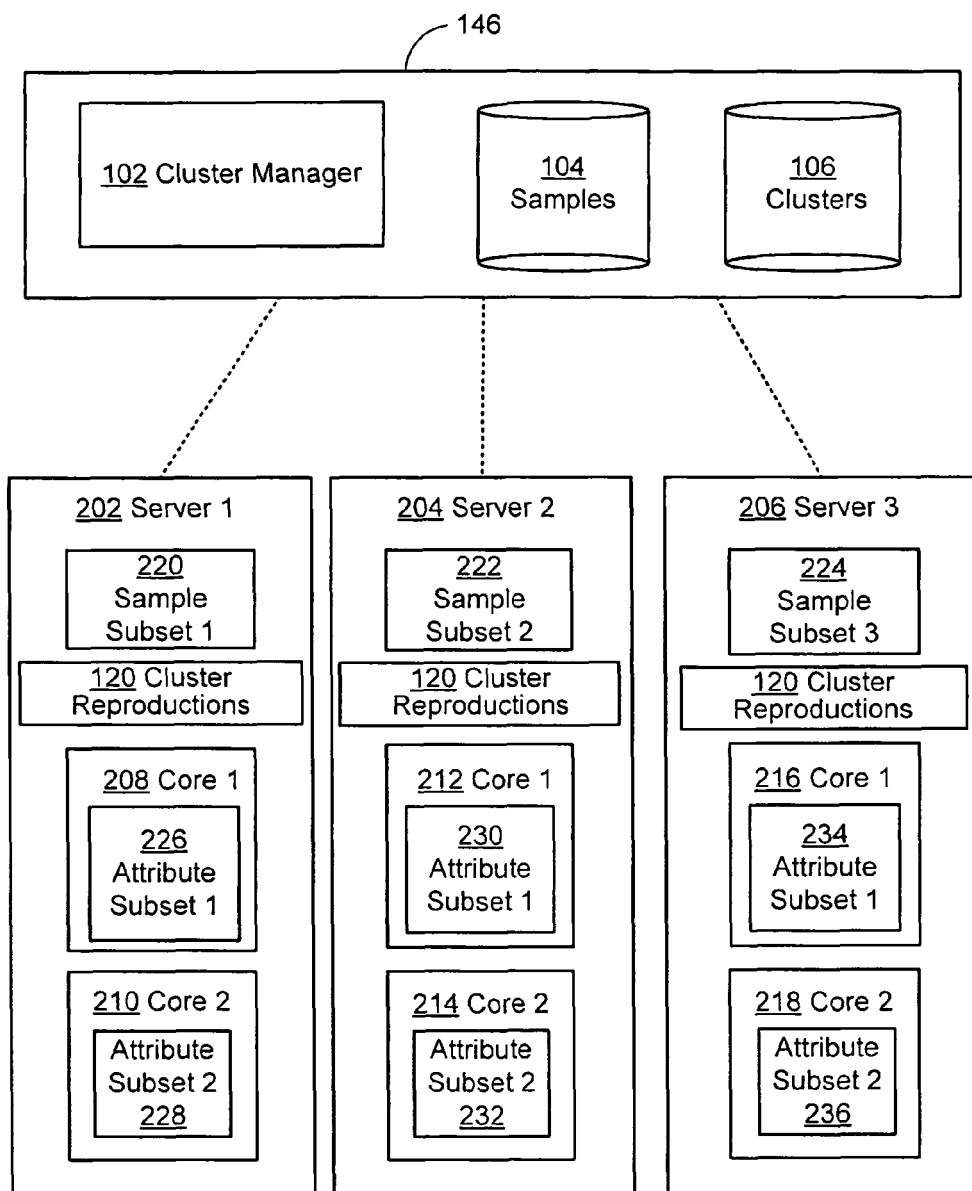 146
102 Cluster Manager
104
Samples
106
Clusters
202 Server 1
220
Sample
Subset 1
120 Cluster
Reproductions
208 Core 1
226
Attribute
Subset 1
210 Core 2
Attribute
Subset 2
228
204 Server 2
222
Sample
Subset 2
120 Cluster
Reproductions
212 Core 1
230
Attribute
Subset 1
214 Core 2
Attribute
Subset 2
232
206 Server 3
224
Sample
Subset 3
120 Cluster
Reproductions
216 Core 1
234
Attribute
Subset 1
218 Core 2
Attribute
Subset 2
236